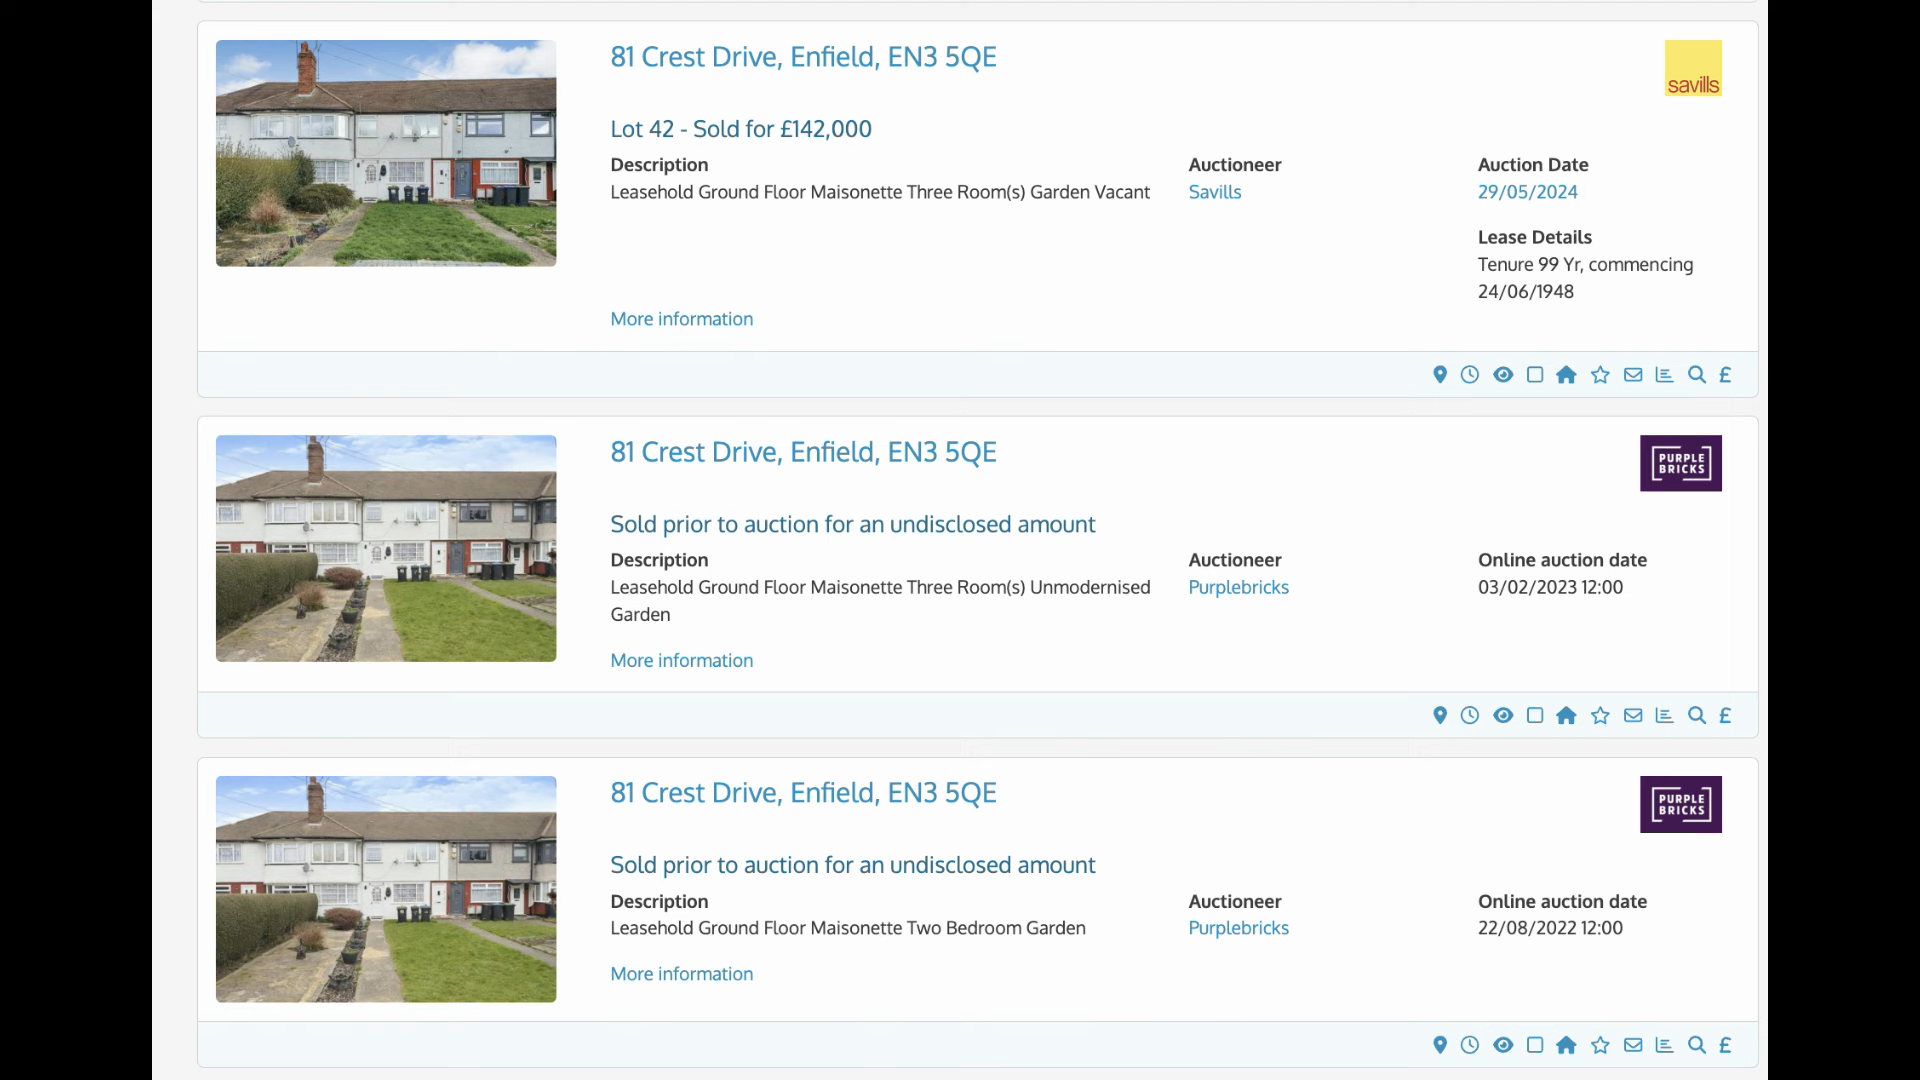 81 Crest Drive, Enfield, EN3 5QE
savills
Lot 42 - Sold for £142,000
Description
Leasehold Ground Floor Maisonette Three Room(s) Garden Vacant
Auctioneer
Savills
Auction Date
29/05/2024
Lease Details
Tenure 99 Yr, commencing
24/06/1948
More information
£
81 Crest Drive, Enfield, EN3 5QE
PURPLE
BRICKS
Sold prior to auction for an undisclosed amount
Description
Leasehold Ground Floor Maisonette Three Room(s) Unmodernised
Garden
Auctioneer
Purplebricks
Online auction date
03/02/2023 12:00
More information
£
81 Crest Drive, Enfield, EN3 5QE
PURPLE
BRICKS
Sold prior to auction for an undisclosed amount
Description
Leasehold Ground Floor Maisonette Two Bedroom Garden
Auctioneer
Purplebricks
Online auction date
22/08/2022 12:00
More information
£